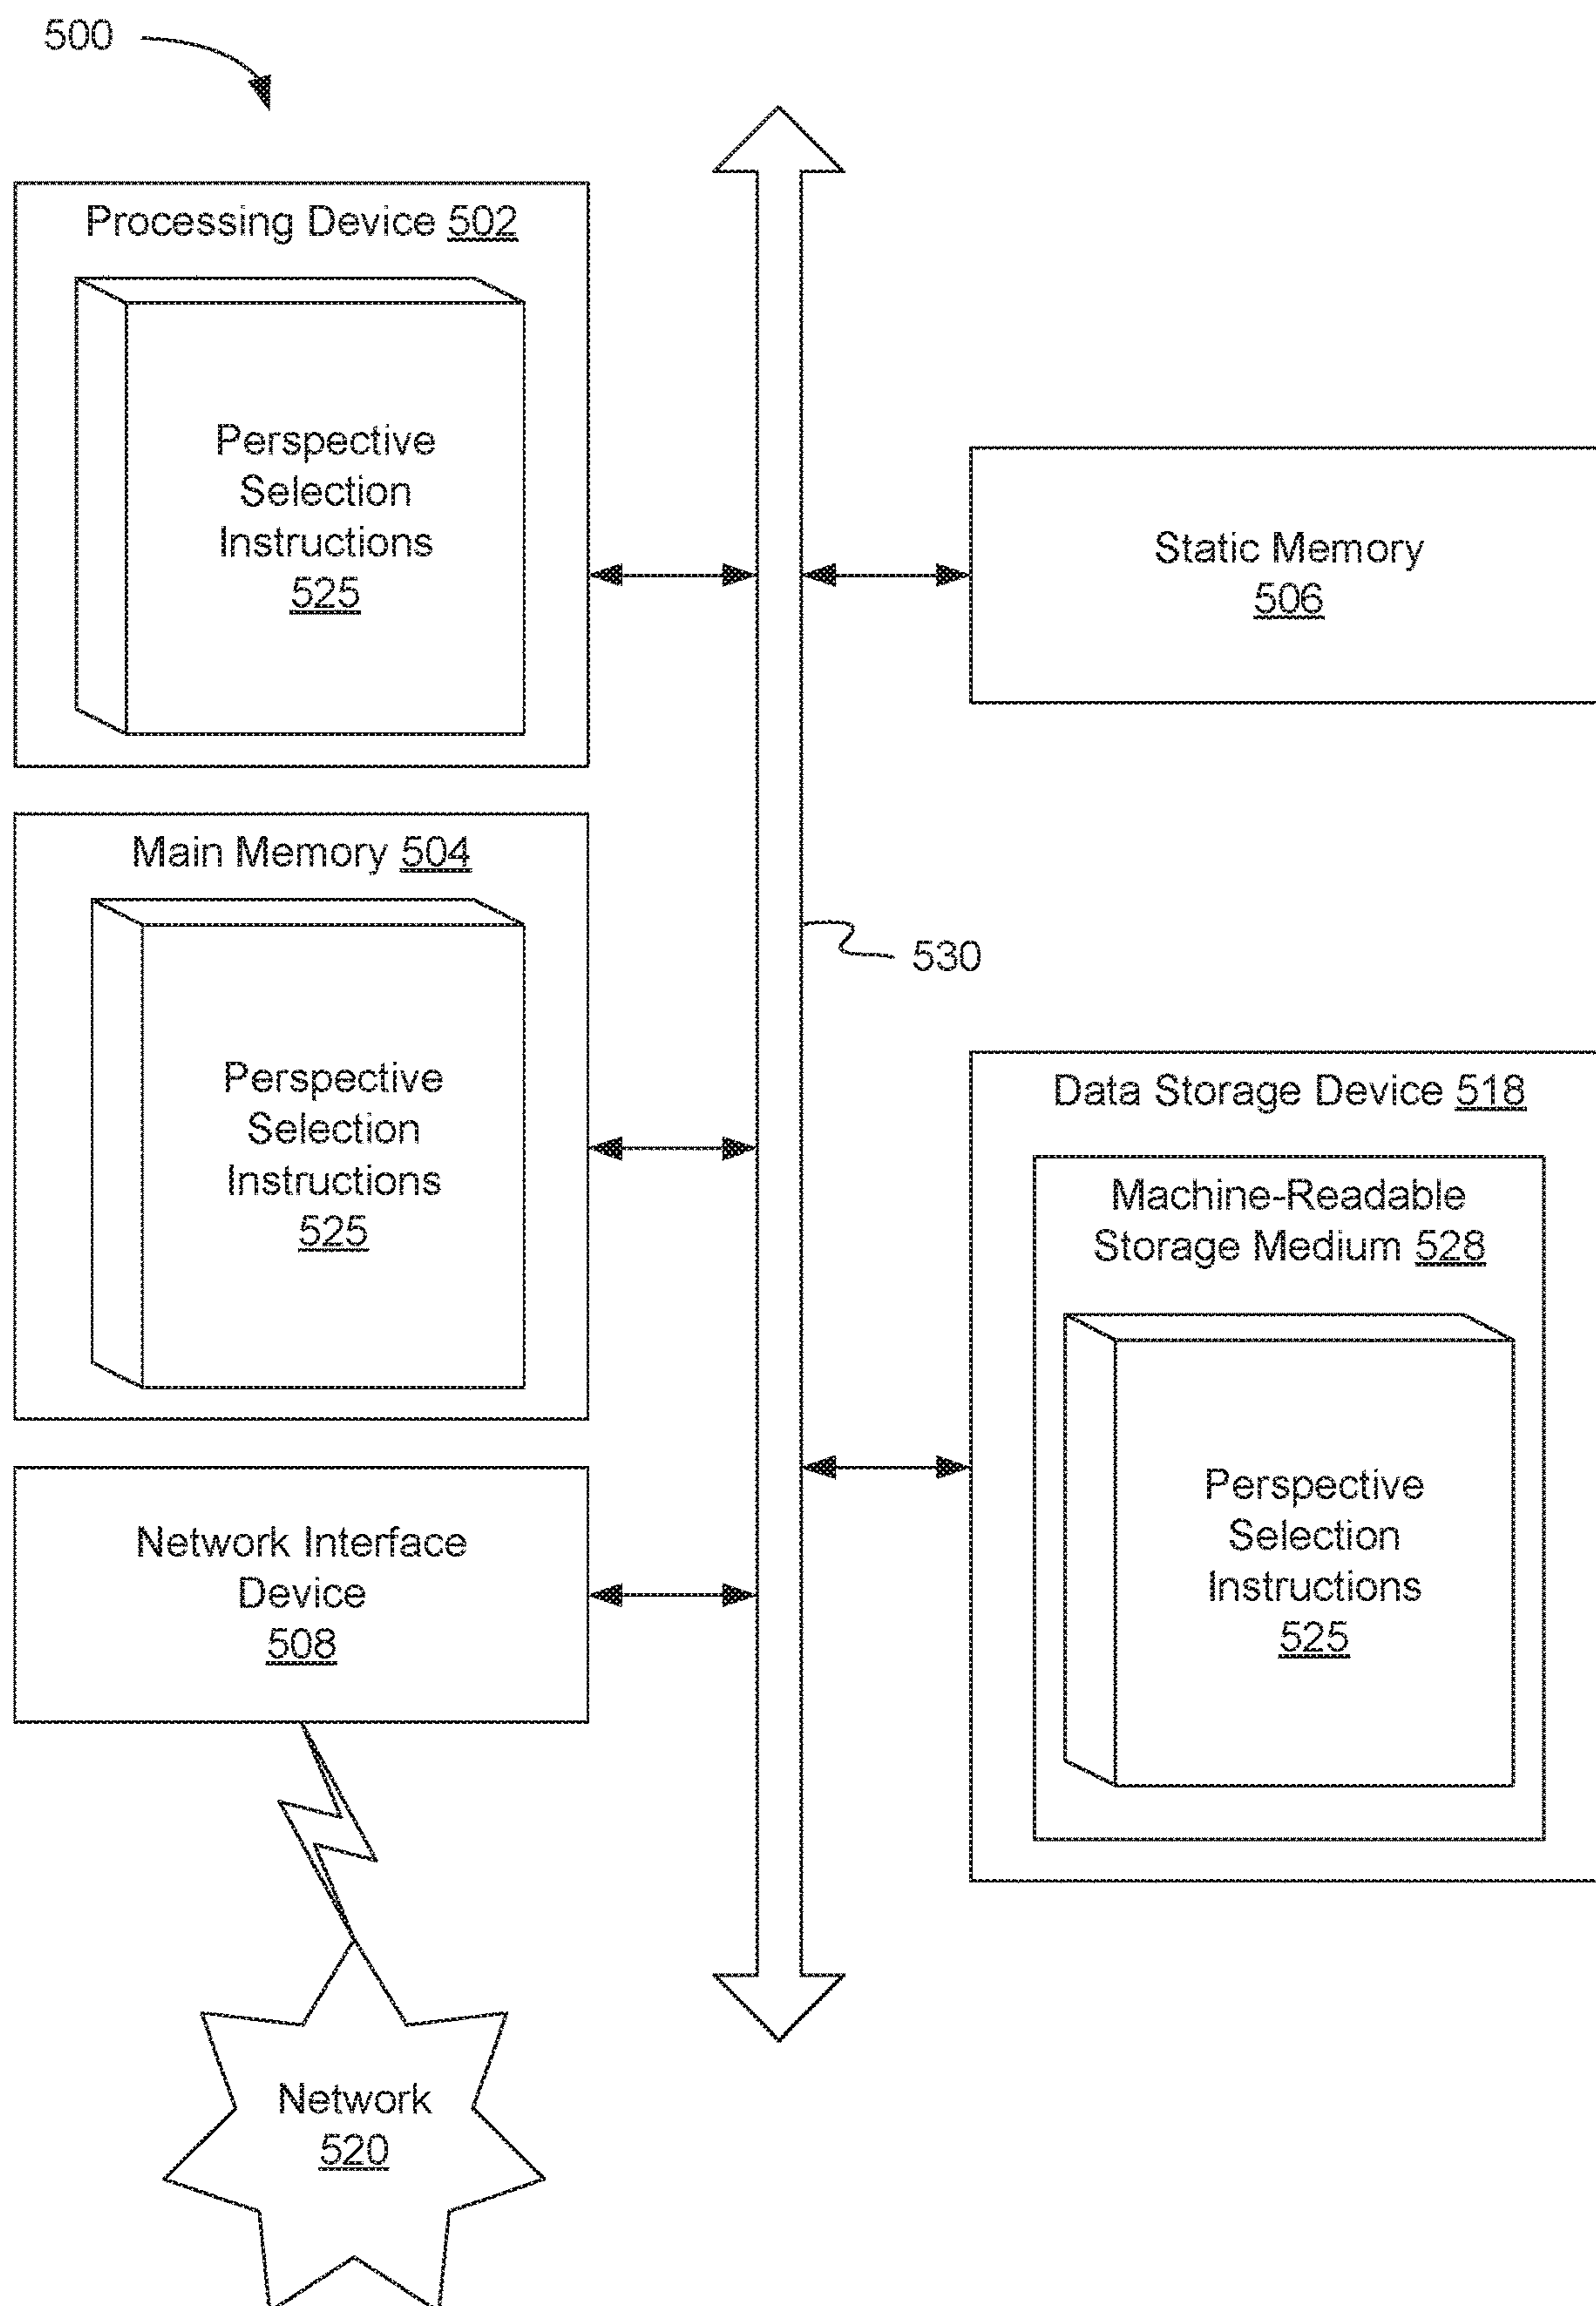 500
Processing Device 502
Perspective
Selection
Instructions
525
Static Memory
506
Main Memory 504
Perspective
Selection
Instructions
525
530
Data Storage Device 518
Machine-Readable
Storage Medium 528
Perspective
Selection
Instructions
525
Network Interface
Device
508
Network
520